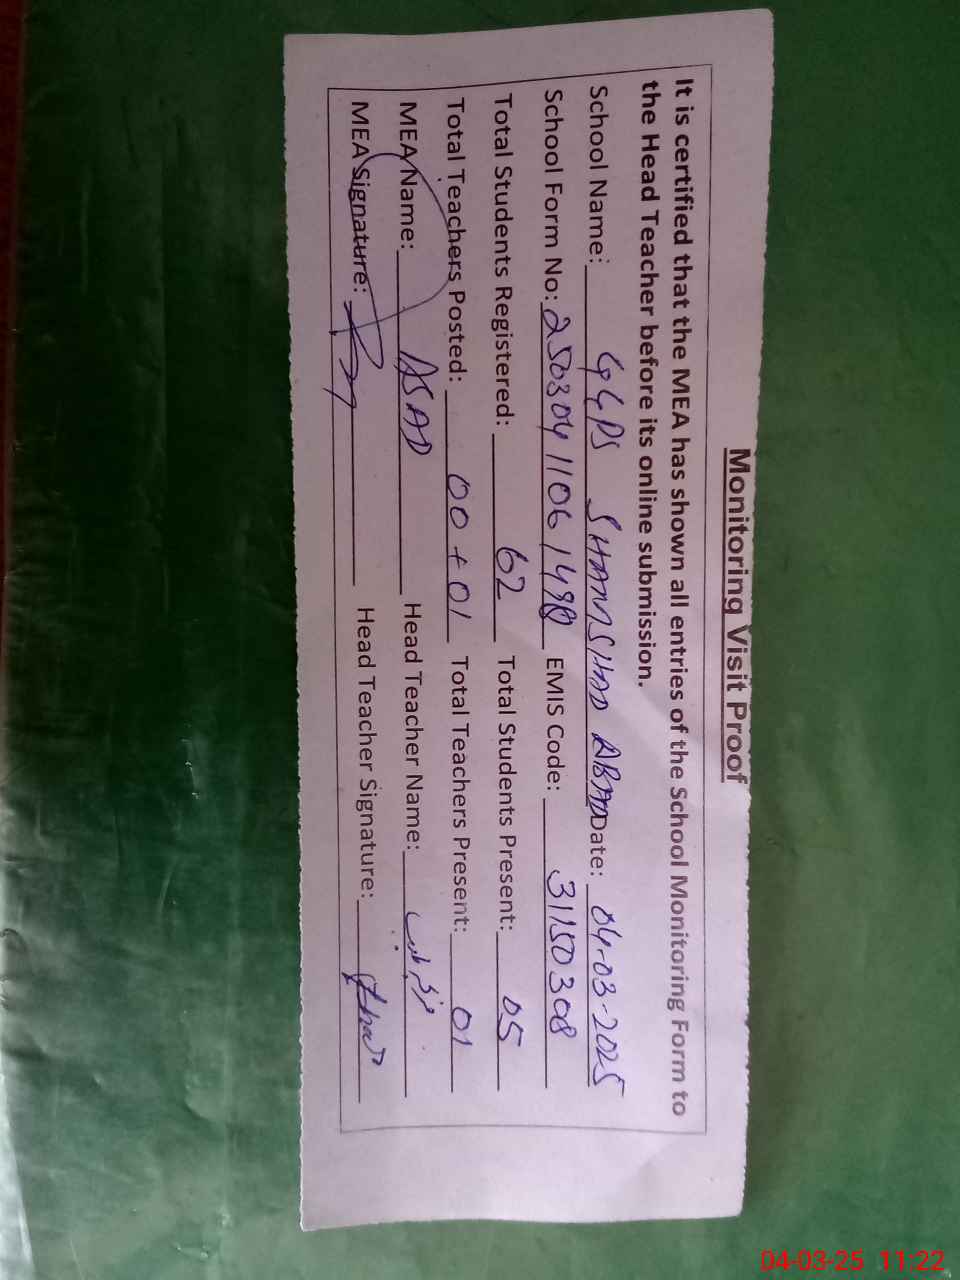 Monitoring Visit Proof
It is certified that the MEA has shown all entries of the School Monitoring Form to
the Head Teacher before its online submission.
School Name: GGPS SHAMSHAD ABAD Date: 04-03-2025
School Form No: 2503041106 1498 EMIS Code: 31150308
Total Students Registered: 62 Total Students Present: 05
Total Teachers Posted: 00+01 Total Teachers Present: 01
MEA Name: ASAD Head Teacher Name:
MEA Signature: Head Teacher Signature:
04-03-25 11:22